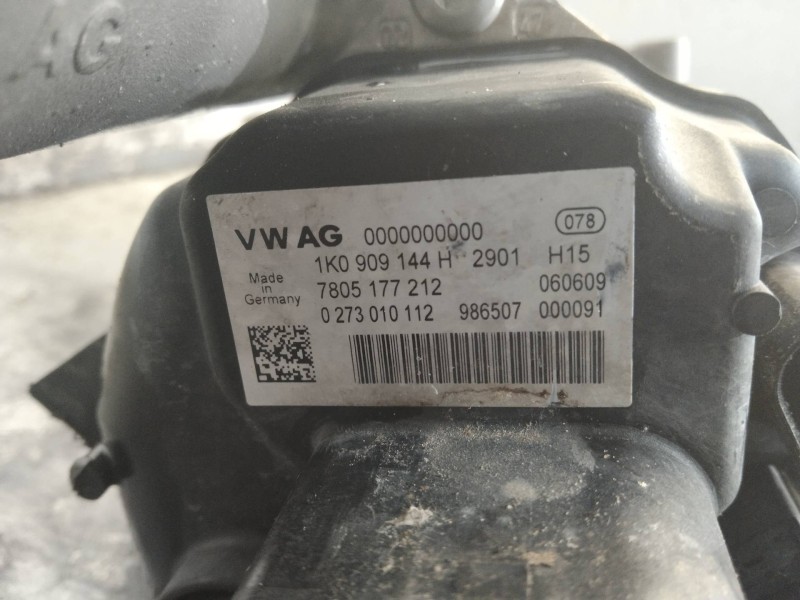 AG
VW AG 0000000000 078
1K0 909 144 H 2901 H15
Made in Germany
7805 177 212 060609
0 273 010 112 986507 000091